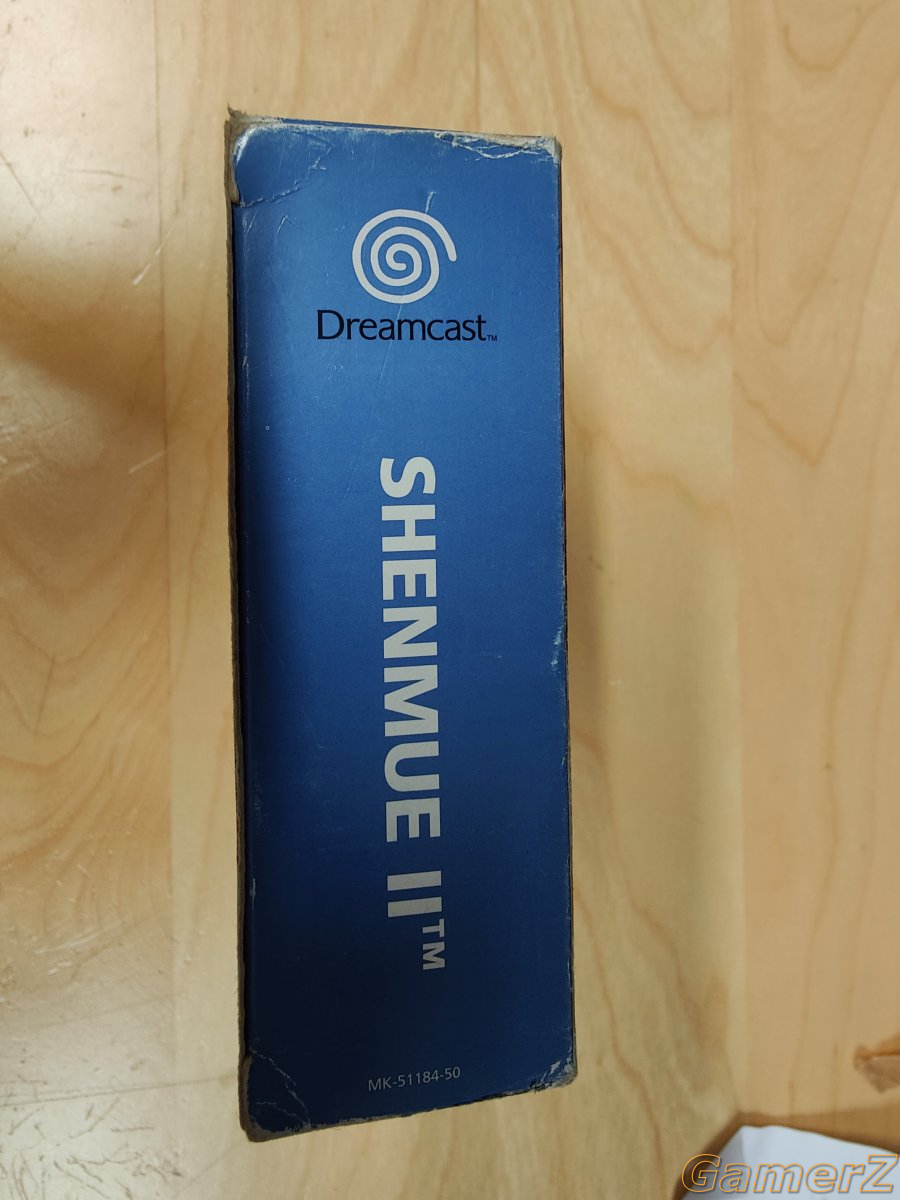 Dreamcast™
SHENMUE II™
MK-51184-50
GamerZ